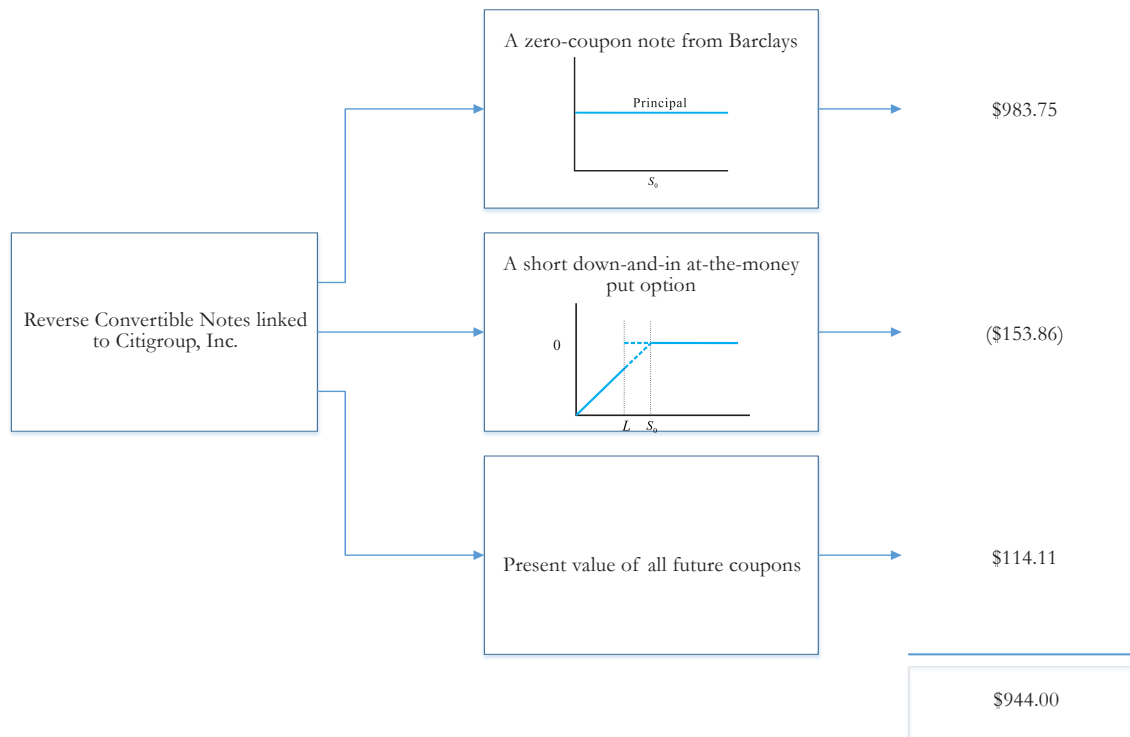 A zero-coupon note from Barclays
Principal
S₀
$983.75
Reverse Convertible Notes linked
to Citigroup, Inc.
A short down-and-in at-the-money
put option
0
L S₀
($153.86)
Present value of all future coupons
$114.11
$944.00